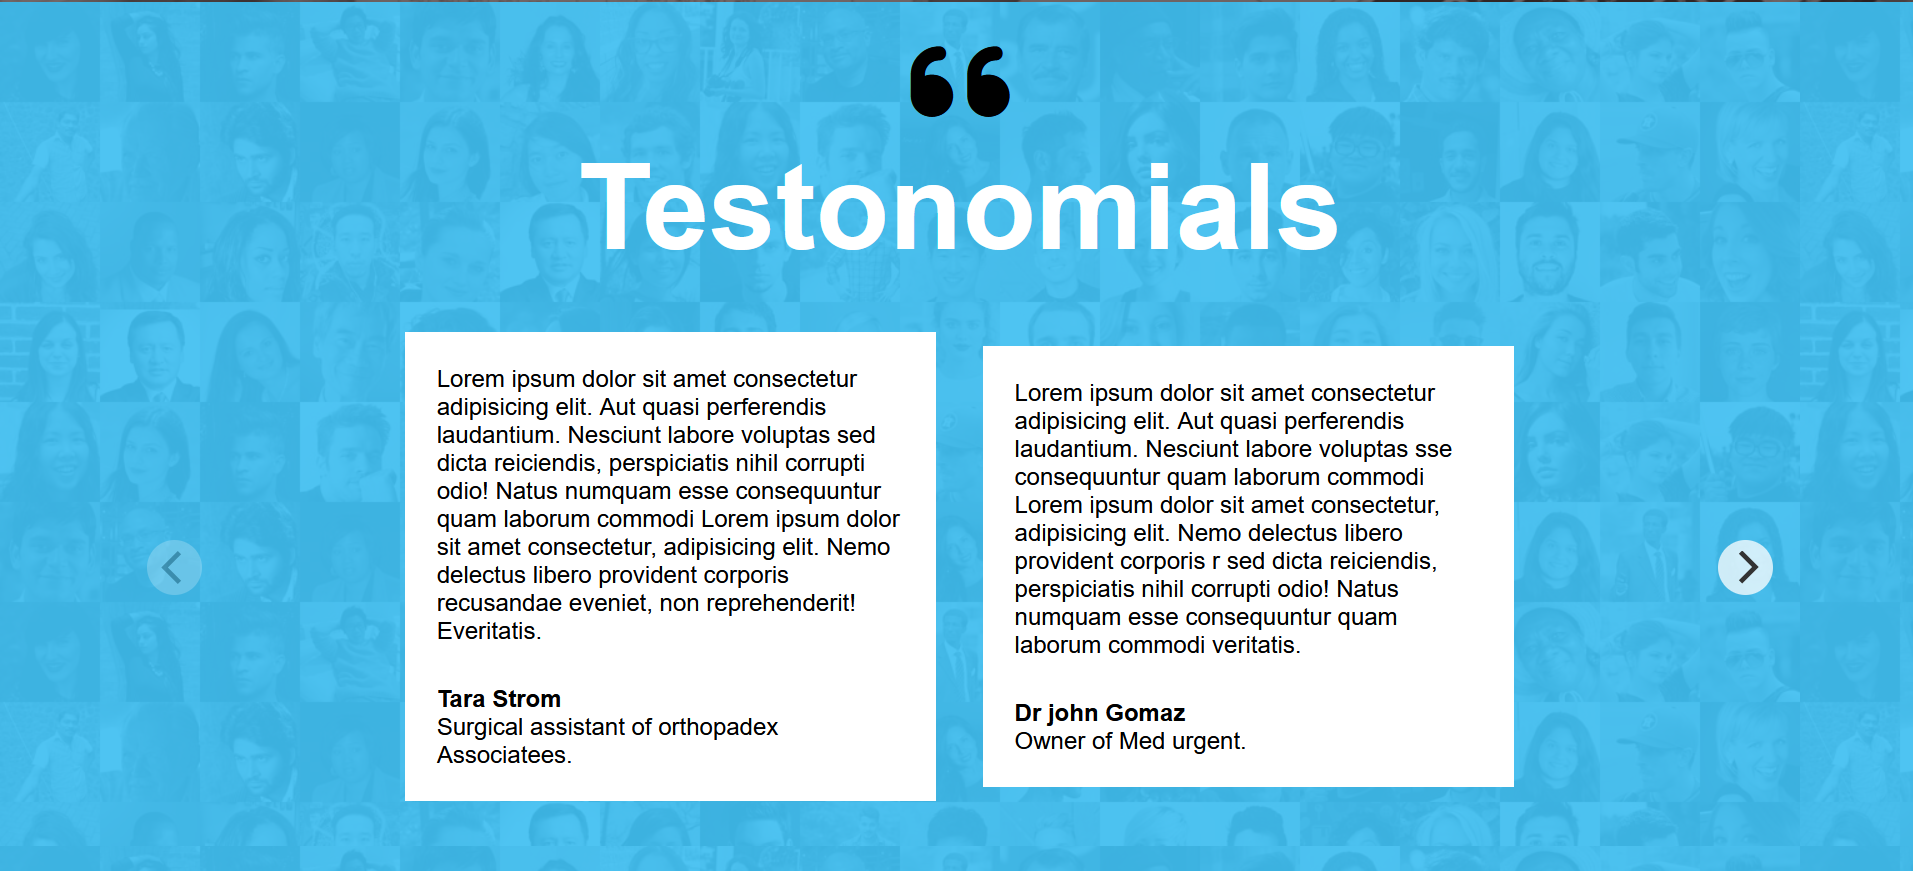 Testonomials
Lorem ipsum dolor sit amet consectetur
adipisicing elit. Aut quasi perferendis
laudantium. Nesciunt labore voluptas sed
dicta reiciendis, perspiciatis nihil corrupti
odio! Natus numquam esse consequuntur
quam laborum commodi Lorem ipsum dolor
sit amet consectetur, adipisicing elit. Nemo
delectus libero provident corporis
recusandae eveniet, non reprehenderit!
Everitatis.
Tara Strom
Surgical assistant of orthopadex
Associatees.
Lorem ipsum dolor sit amet consectetur
adipisicing elit. Aut quasi perferendis
laudantium. Nesciunt labore voluptas sse
consequuntur quam laborum commodi
Lorem ipsum dolor sit amet consectetur,
adipisicing elit. Nemo delectus libero
provident corporis r sed dicta reiciendis,
perspiciatis nihil corrupti odio! Natus
numquam esse consequuntur quam
laborum commodi veritatis.
Dr john Gomaz
Owner of Med urgent.